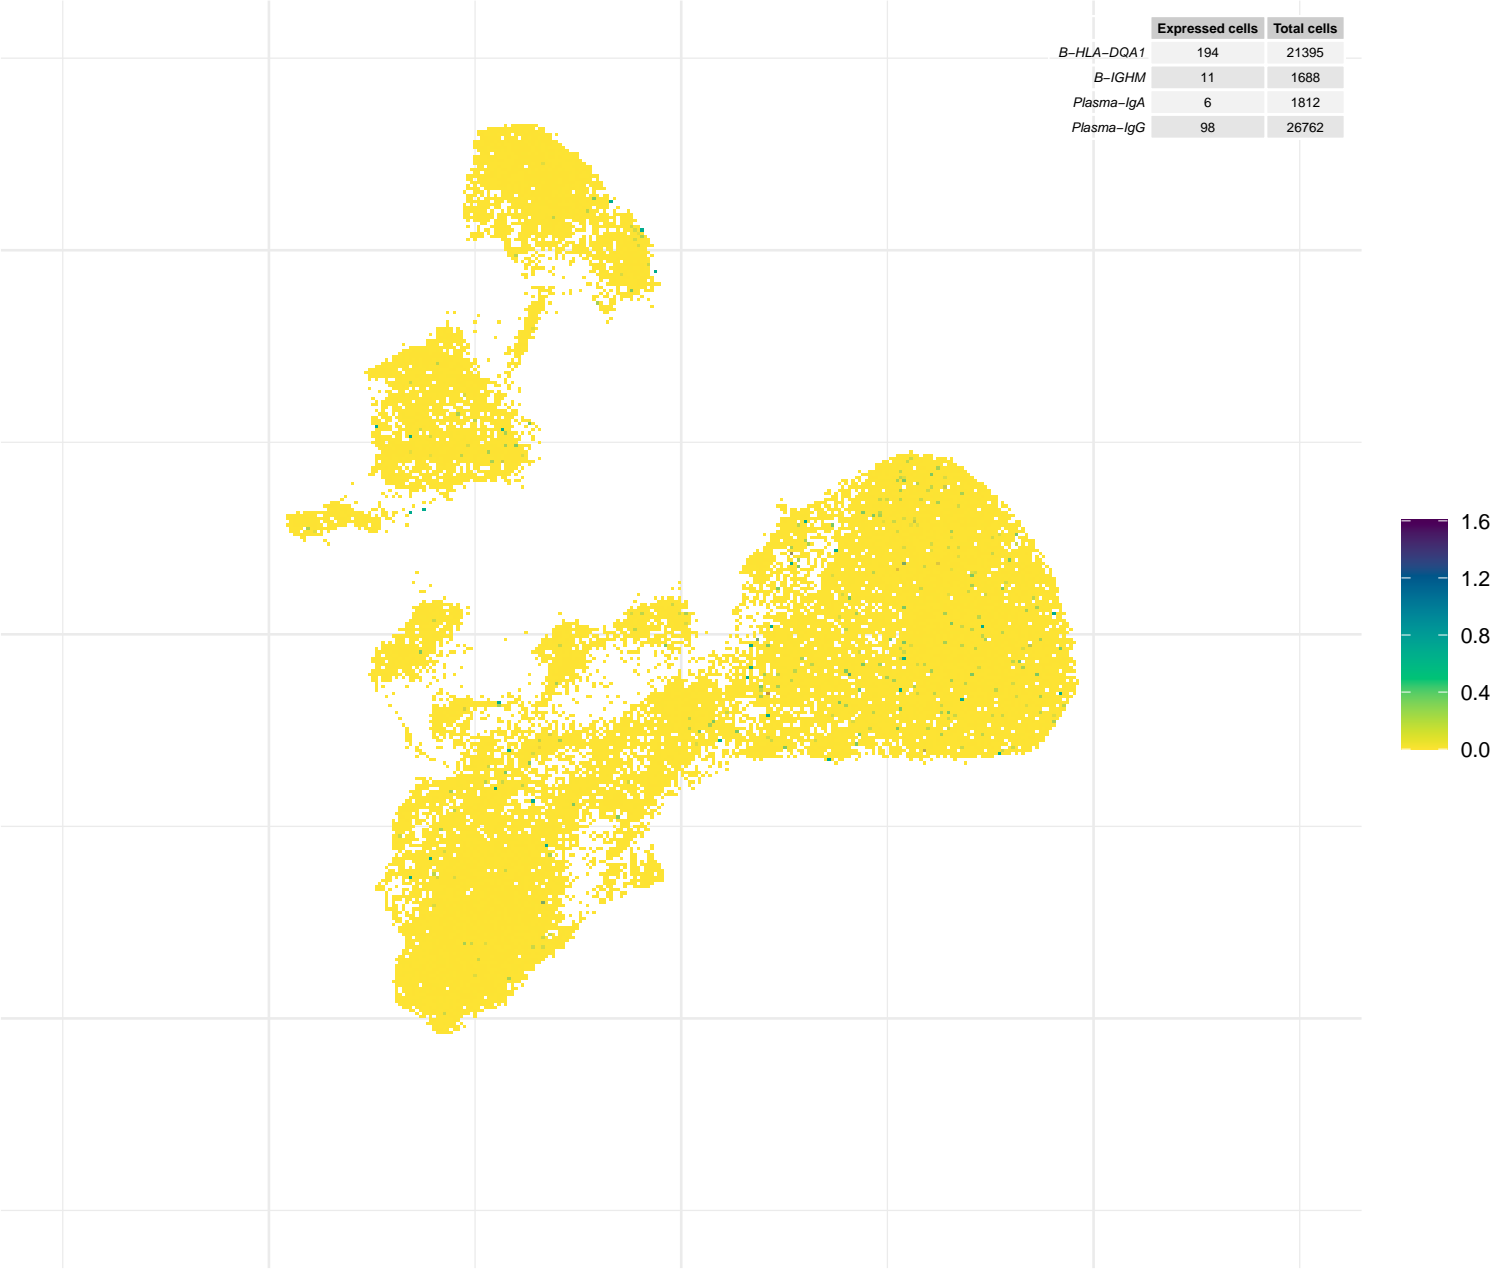 Expressed cells Total cells
B−HLA−DQA1 194 21395
B−IGHM 11 1688
Plasma−IgA 6 1812
Plasma−IgG 98 26762
1.6
1.2
0.8
0.4
0.0